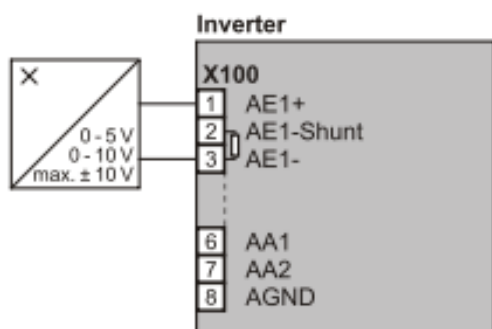 Inverter
X100
1 AE1+
2 AE1-Shunt
3 AE1-
6 AA1
7 AA2
8 AGND
×
0 - 5 V
0 - 10 V
max. ± 10 V